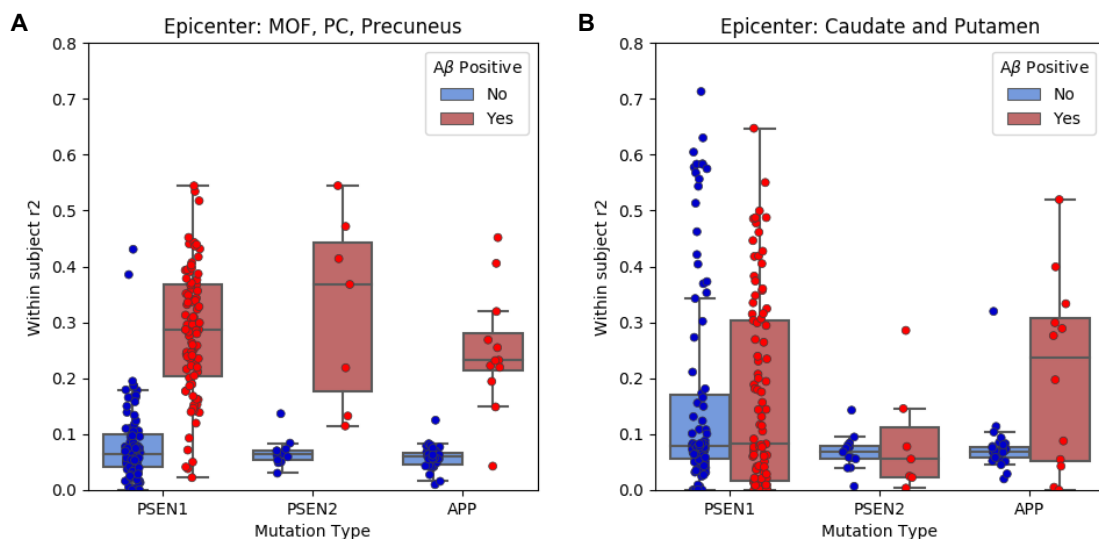 A
Epicenter: MOF, PC, Precuneus
0.8
0.7
0.6
0.5
0.4
0.3
0.2
0.1
0.0
Within subject r2
Aβ Positive
No
Yes
PSEN1 PSEN2 APP
Mutation Type
B
Epicenter: Caudate and Putamen
0.8
0.7
0.6
0.5
0.4
0.3
0.2
0.1
0.0
Within subject r2
Aβ Positive
No
Yes
PSEN1 PSEN2 APP
Mutation Type